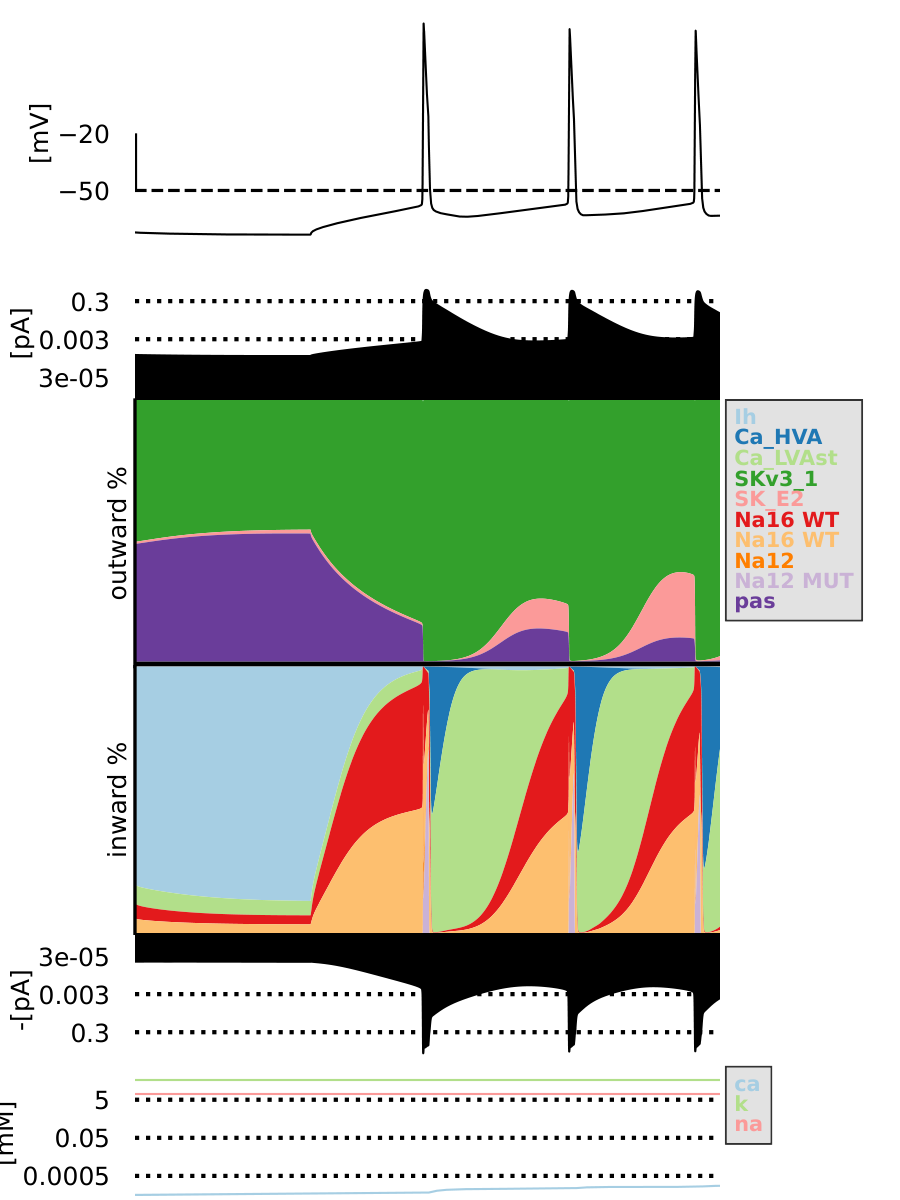 [mV]
−20
−50
[pA]
0.3
0.003
3e-05
outward %
Ih
Ca_HVA
Ca_LVAst
SKv3_1
SK_E2
Na16 WT
Na16 WT
Na12
Na12 MUT
pas
inward %
-[pA]
3e-05
0.003
0.3
[mM]
5
0.05
0.0005
ca
k
na